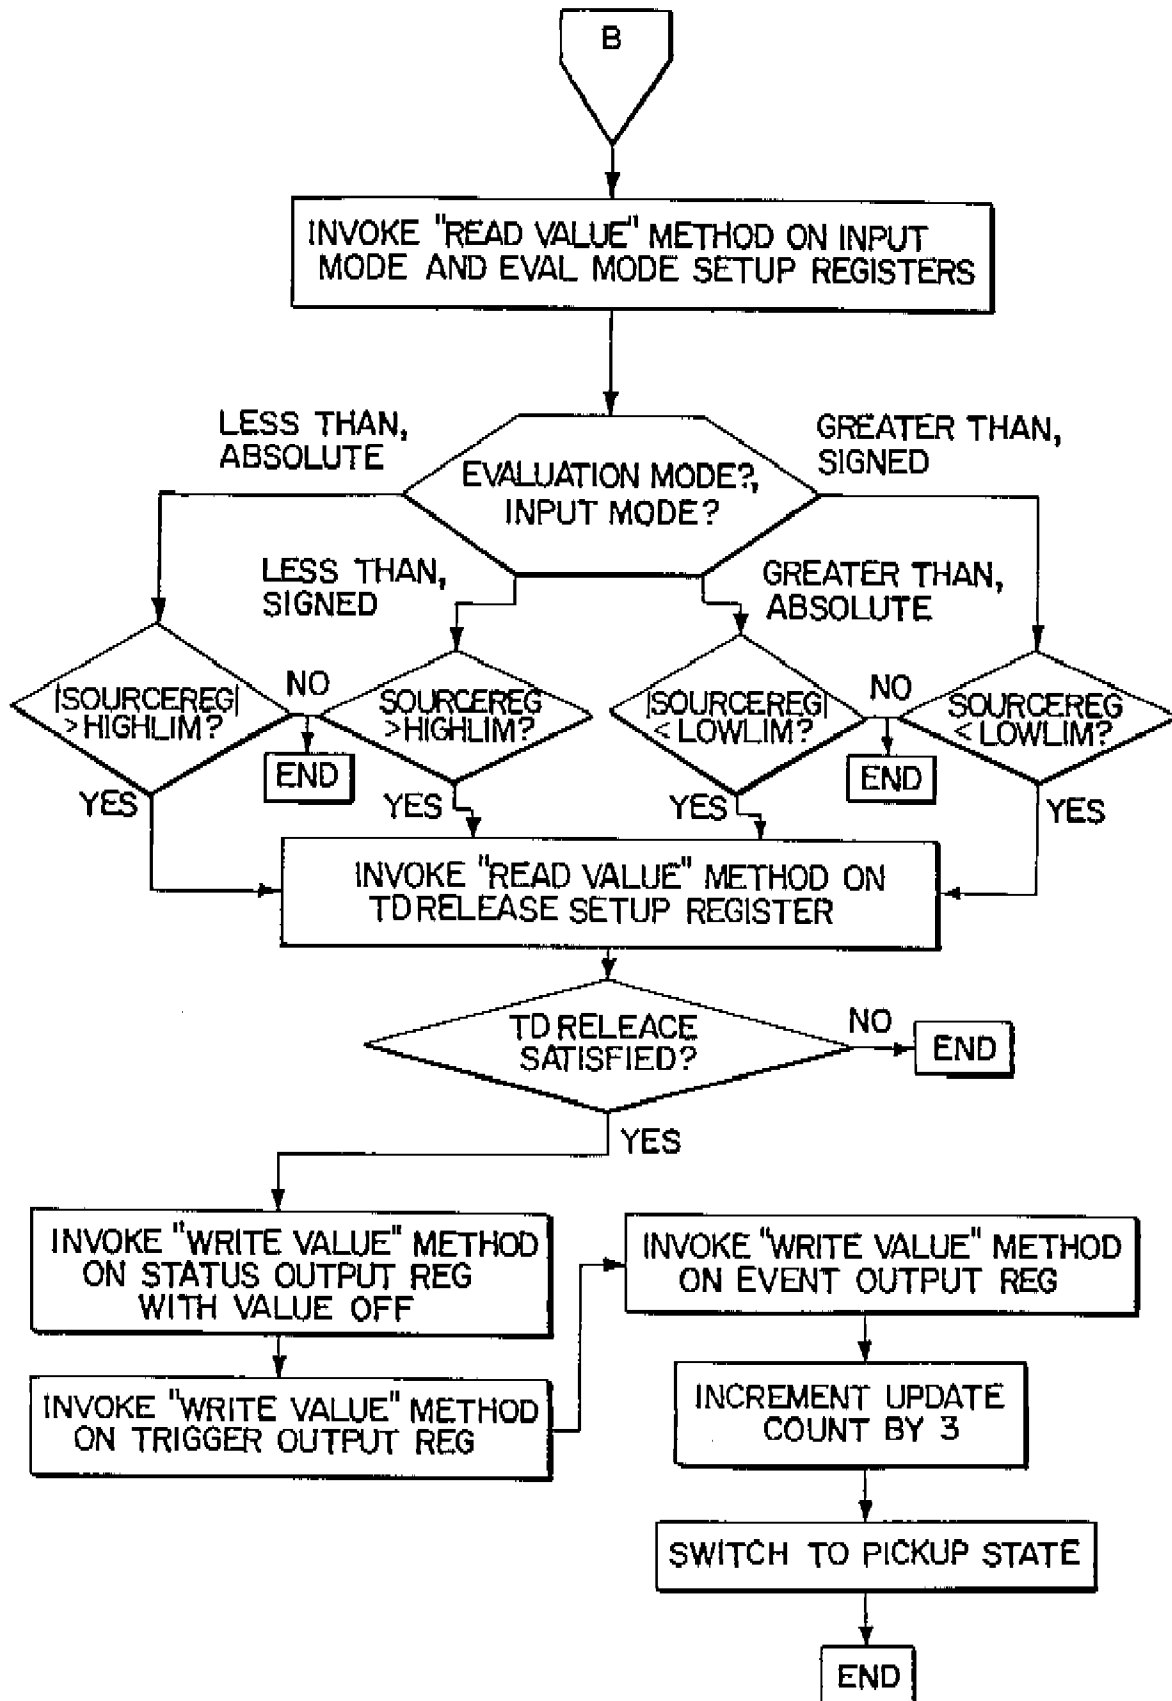 B
INVOKE "READ VALUE" METHOD ON INPUT
MODE AND EVAL MODE SETUP REGISTERS
LESS THAN,
ABSOLUTE
GREATER THAN,
SIGNED
EVALUATION MODE?,
INPUT MODE?
LESS THAN,
SIGNED
GREATER THAN,
ABSOLUTE
|SOURCEREG|
>HIGHLIM?
NO
SOURCEREG
>HIGHLIM?
|SOURCEREG|
<LOWLIM?
NO
SOURCEREG
<LOWLIM?
END
END
YES
YES
YES
YES
INVOKE "READ VALUE" METHOD ON
TD RELEASE SETUP REGISTER
TD RELEACE
SATISFIED?
NO
END
YES
INVOKE "WRITE VALUE" METHOD
ON STATUS OUTPUT REG
WITH VALUE OFF
INVOKE "WRITE VALUE" METHOD
ON EVENT OUTPUT REG
INVOKE "WRITE VALUE" METHOD
ON TRIGGER OUTPUT REG
INCREMENT UPDATE
COUNT BY 3
SWITCH TO PICKUP STATE
END